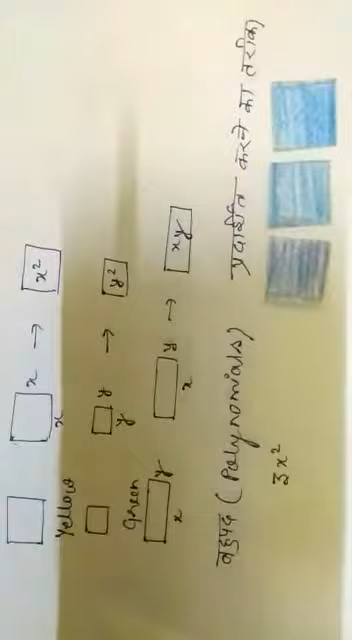 x x → x²
Yellow
y y → y²
Green
x y x y → xy
बहुपद (Polynomials) प्रदर्शित करने का तरीका
3x²